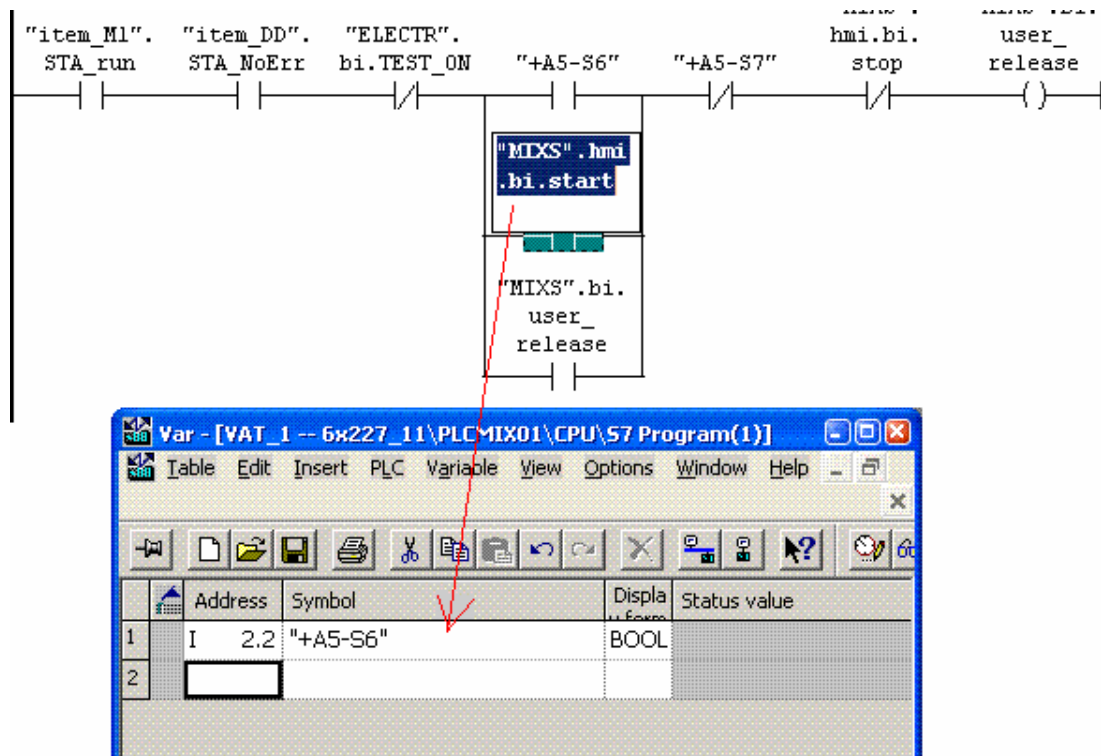 "item_M1". "item_DD". "ELECTR". hmi.bi. user_
STA_run STA_NoErr bi.TEST_ON "+A5-S6" "+A5-S7" stop release
"MIXS".hmi
.bi.start
"MIXS".bi.
user_
release
Var - [VAT_1 -- 6x227_11\PLCMIX01\CPU\S7 Program(1)]
Table Edit Insert PLC Variable View Options Window Help
Address Symbol Displa Status value
1 I 2.2 "+A5-S6" BOOL
2